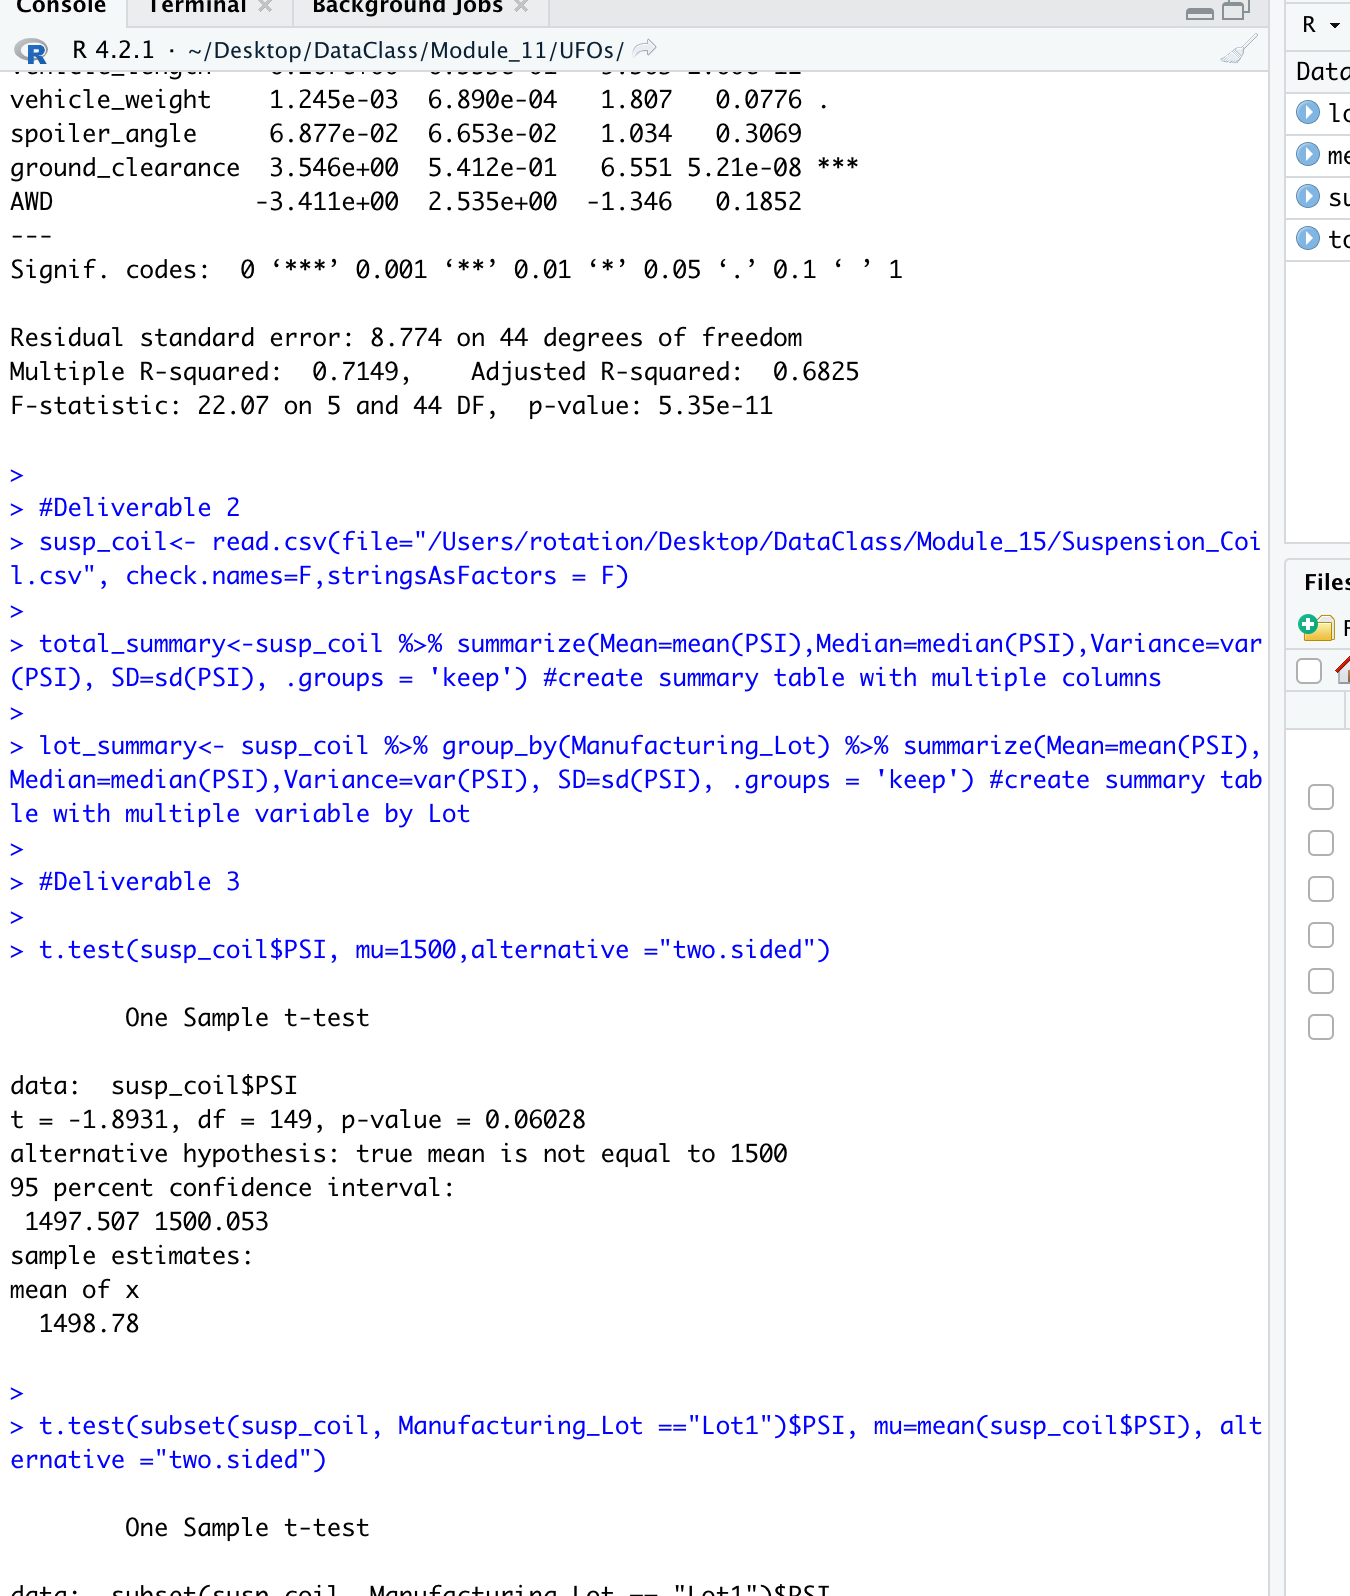 Console Terminal Background Jobs
R 4.2.1 · ~/Desktop/DataClass/Module_11/UFOs/
vehicle_length
vehicle_weight 1.245e-03 6.890e-04 1.807 0.0776 .
spoiler_angle 6.877e-02 6.653e-02 1.034 0.3069
ground_clearance 3.546e+00 5.412e-01 6.551 5.21e-08 ***
AWD -3.411e+00 2.535e+00 -1.346 0.1852
---
Signif. codes: 0 ‘***’ 0.001 ‘**’ 0.01 ‘*’ 0.05 ‘.’ 0.1 ‘ ’ 1
Residual standard error: 8.774 on 44 degrees of freedom
Multiple R-squared: 0.7149, Adjusted R-squared: 0.6825
F-statistic: 22.07 on 5 and 44 DF, p-value: 5.35e-11
>
> #Deliverable 2
> susp_coil<- read.csv(file="/Users/rotation/Desktop/DataClass/Module_15/Suspension_Coi
l.csv", check.names=F,stringsAsFactors = F)
>
> total_summary<-susp_coil %>% summarize(Mean=mean(PSI),Median=median(PSI),Variance=var
(PSI), SD=sd(PSI), .groups = 'keep') #create summary table with multiple columns
>
> lot_summary<- susp_coil %>% group_by(Manufacturing_Lot) %>% summarize(Mean=mean(PSI),
Median=median(PSI),Variance=var(PSI), SD=sd(PSI), .groups = 'keep') #create summary tab
le with multiple variable by Lot
>
> #Deliverable 3
>
> t.test(susp_coil$PSI, mu=1500,alternative ="two.sided")
One Sample t-test
data: susp_coil$PSI
t = -1.8931, df = 149, p-value = 0.06028
alternative hypothesis: true mean is not equal to 1500
95 percent confidence interval:
1497.507 1500.053
sample estimates:
mean of x
1498.78
>
> t.test(subset(susp_coil, Manufacturing_Lot =="Lot1")$PSI, mu=mean(susp_coil$PSI), alt
ernative ="two.sided")
One Sample t-test
data: subset(susp_coil, Manufacturing_Lot == "Lot1")$PSI
R
Data
lo
me
su
to
Files